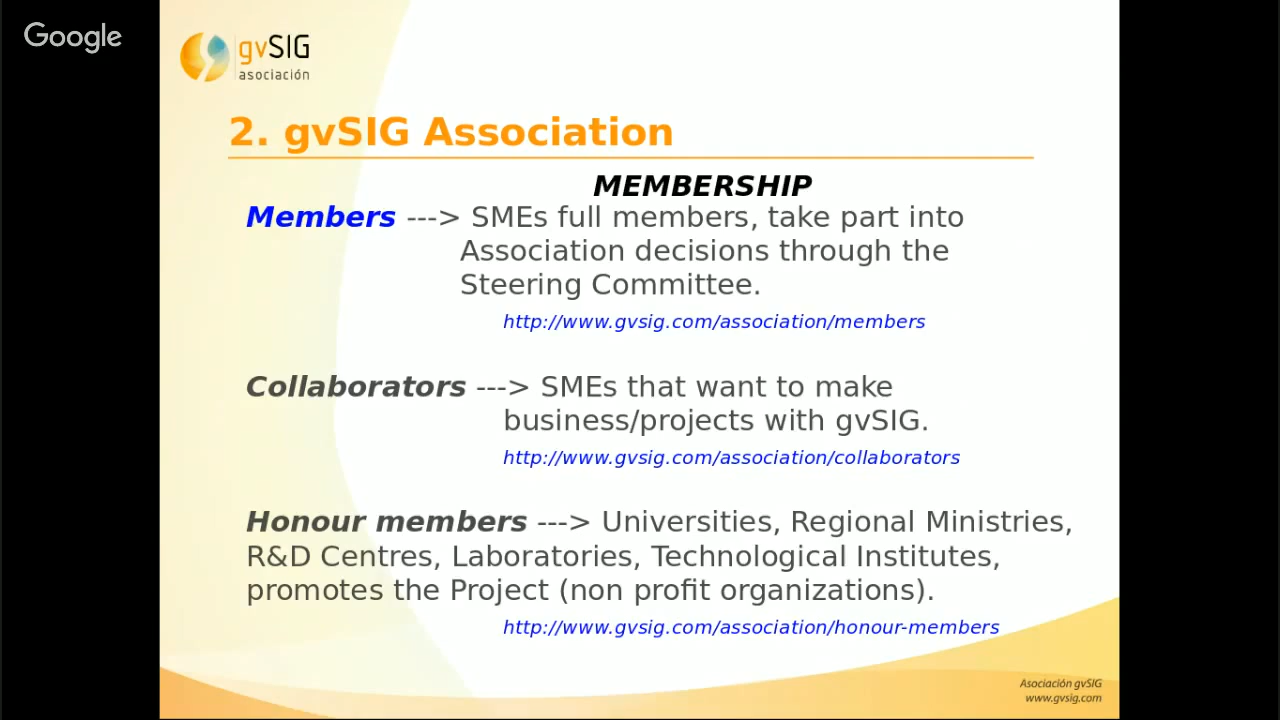 Google
gvSIG
asociación
2. gvSIG Association
MEMBERSHIP
Members ---> SMEs full members, take part into
Association decisions through the
Steering Committee.
http://www.gvsig.com/association/members
Collaborators ---> SMEs that want to make
business/projects with gvSIG.
http://www.gvsig.com/association/collaborators
Honour members ---> Universities, Regional Ministries,
R&D Centres, Laboratories, Technological Institutes,
promotes the Project (non profit organizations).
http://www.gvsig.com/association/honour-members
Asociación gvSIG
www.gvsig.com